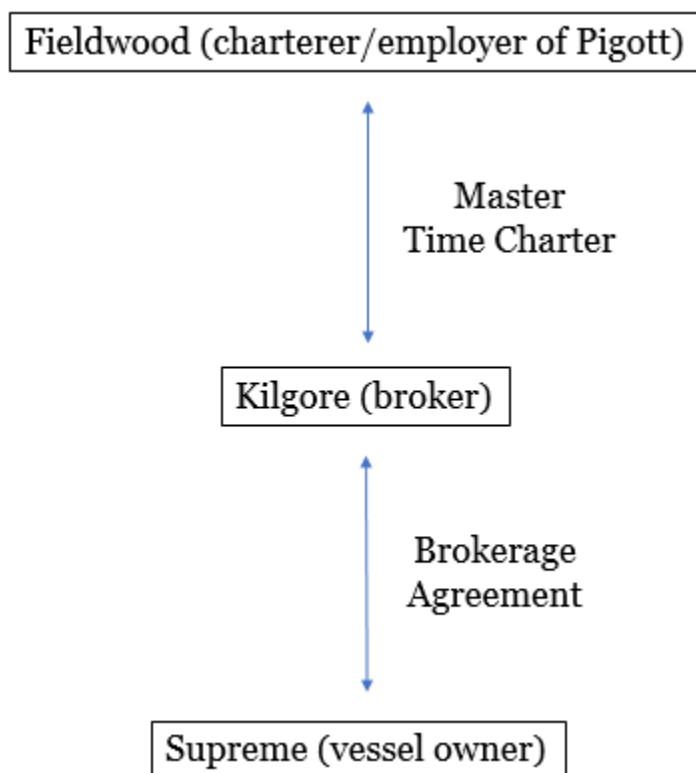 Fieldwood (charterer/employer of Pigott)
Master
Time Charter
Kilgore (broker)
Brokerage
Agreement
Supreme (vessel owner)